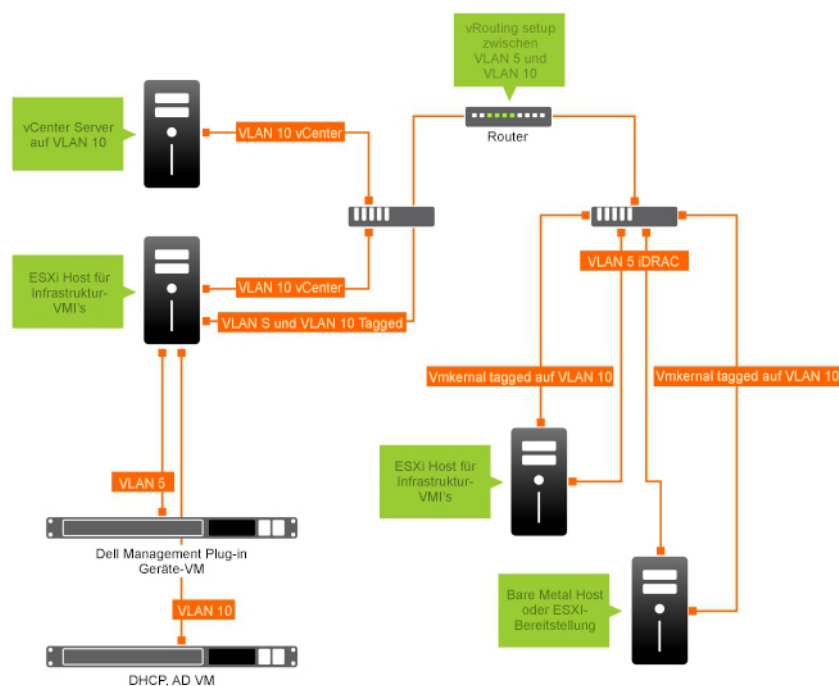 vRouting setup
zwischen
VLAN 5 und
VLAN 10
Router
vCenter Server
auf VLAN 10
VLAN 10 vCenter
ESXi Host für
Infrastruktur-
VMI's
VLAN 10 vCenter
VLAN S und VLAN 10 Tagged
VLAN 5 iDRAC
Vmkernal tagged auf VLAN 10
Vmkernal tagged auf VLAN 10
ESXi Host für
Infrastruktur-
VMI's
VLAN 5
Dell Management Plug-in
Geräte-VM
VLAN 10
DHCP, AD VM
Bare Metal Host
oder ESXI-
Bereitstellung